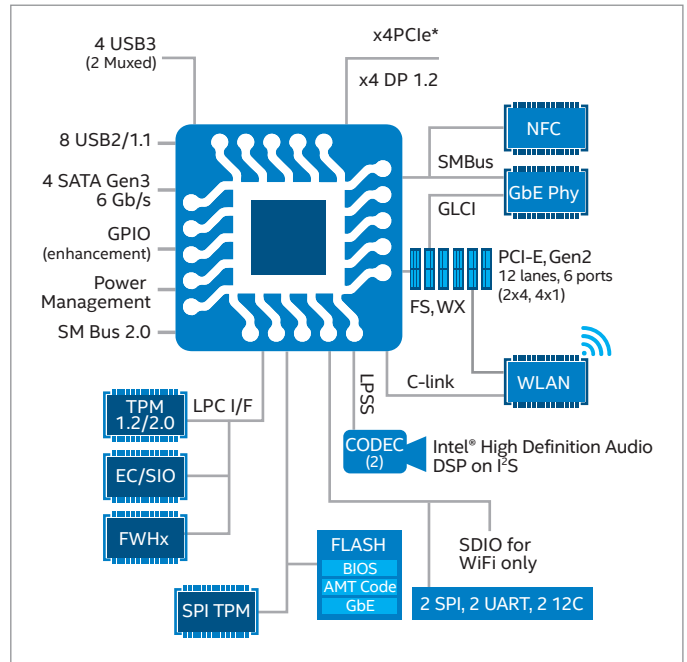 4 USB3
(2 Muxed)
x4PCIe*
x4 DP 1.2
8 USB2/1.1
4 SATA Gen3
6 Gb/s
GPIO
(enhancement)
Power
Management
SM Bus 2.0
NFC
SMBus
GbE Phy
GLCI
PCI-E, Gen2
12 lanes, 6 ports
(2x4, 4x1)
FS, WX
WLAN
C-link
LPSS
CODEC
(2)
Intel® High Definition Audio
DSP on I²S
TPM
1.2/2.0
LPC I/F
EC/SIO
FWHx
SPI TPM
FLASH
BIOS
AMT Code
GbE
SDIO for
WiFi only
2 SPI, 2 UART, 2 12C